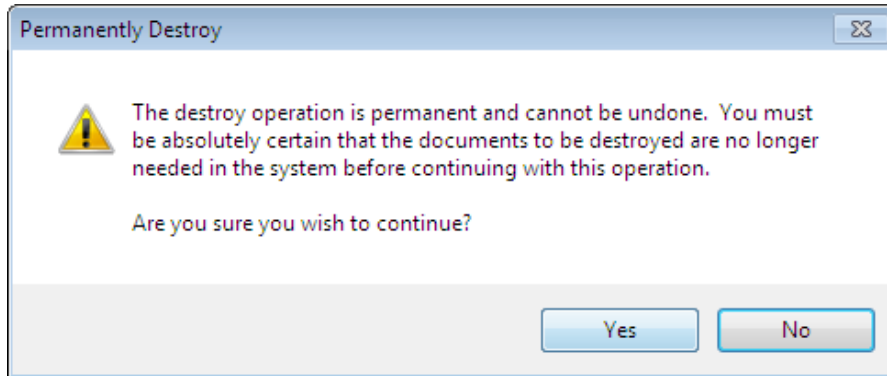 Permanently Destroy
The destroy operation is permanent and cannot be undone.  You must
be absolutely certain that the documents to be destroyed are no longer
needed in the system before continuing with this operation.
Are you sure you wish to continue?
Yes
No